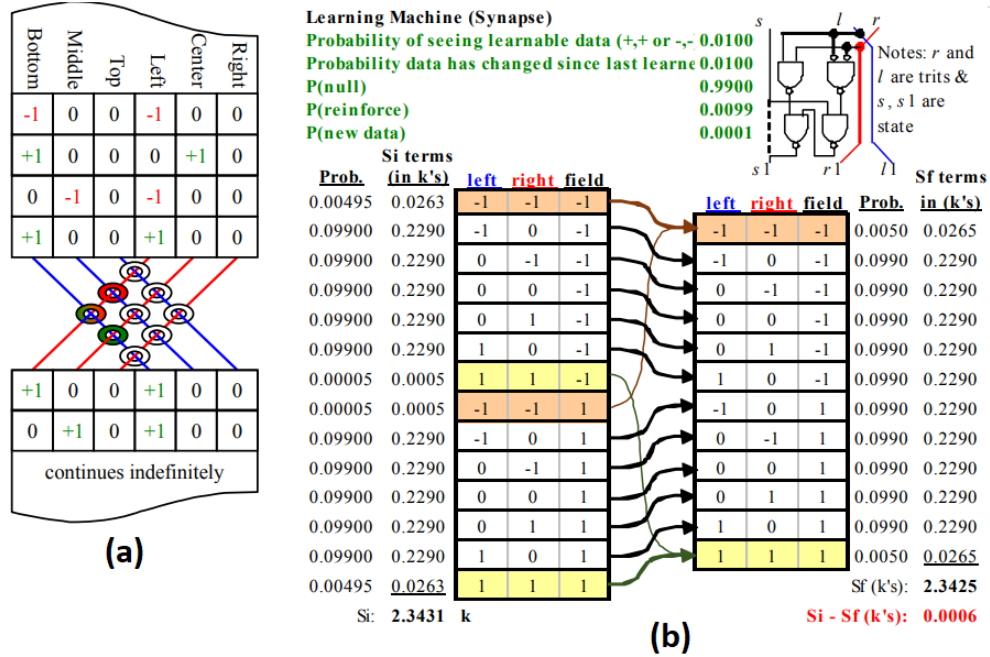 Bottom Middle Top Left Center Right
-1 0 0 -1 0 0
+1 0 0 0 +1 0
0 -1 0 -1 0 0
+1 0 0 +1 0 0
+1 0 0 +1 0 0
0 +1 0 +1 0 0
continues indefinitely
(a)
Learning Machine (Synapse)
Probability of seeing learnable data (+,+ or -,- 0.0100
Probability data has changed since last learne 0.0100
P(null) 0.9900
P(reinforce) 0.0099
P(new data) 0.0001
s l r
Notes: r and
l are trits &
s, s1 are
state
s1 r1 l1
Si terms
Prob. (in k's) left right field
0.00495 0.0263 -1 -1 -1
0.09900 0.2290 -1 0 -1
0.09900 0.2290 0 -1 -1
0.09900 0.2290 0 0 -1
0.09900 0.2290 0 1 -1
0.09900 0.2290 1 0 -1
0.00005 0.0005 1 1 -1
0.00005 0.0005 -1 -1 1
0.09900 0.2290 -1 0 1
0.09900 0.2290 0 -1 1
0.09900 0.2290 0 0 1
0.09900 0.2290 0 1 1
0.09900 0.2290 1 0 1
0.00495 0.0263 1 1 1
Si: 2.3431 k
Sf terms
left right field Prob. in (k's)
-1 -1 -1 0.0050 0.0265
-1 0 -1 0.0990 0.2290
0 -1 -1 0.0990 0.2290
0 0 -1 0.0990 0.2290
0 1 -1 0.0990 0.2290
1 0 -1 0.0990 0.2290
-1 0 1 0.0990 0.2290
0 -1 1 0.0990 0.2290
0 0 1 0.0990 0.2290
0 1 1 0.0990 0.2290
1 0 1 0.0990 0.2290
1 1 1 0.0050 0.0265
Sf (k's): 2.3425
Si - Sf (k's): 0.0006
(b)